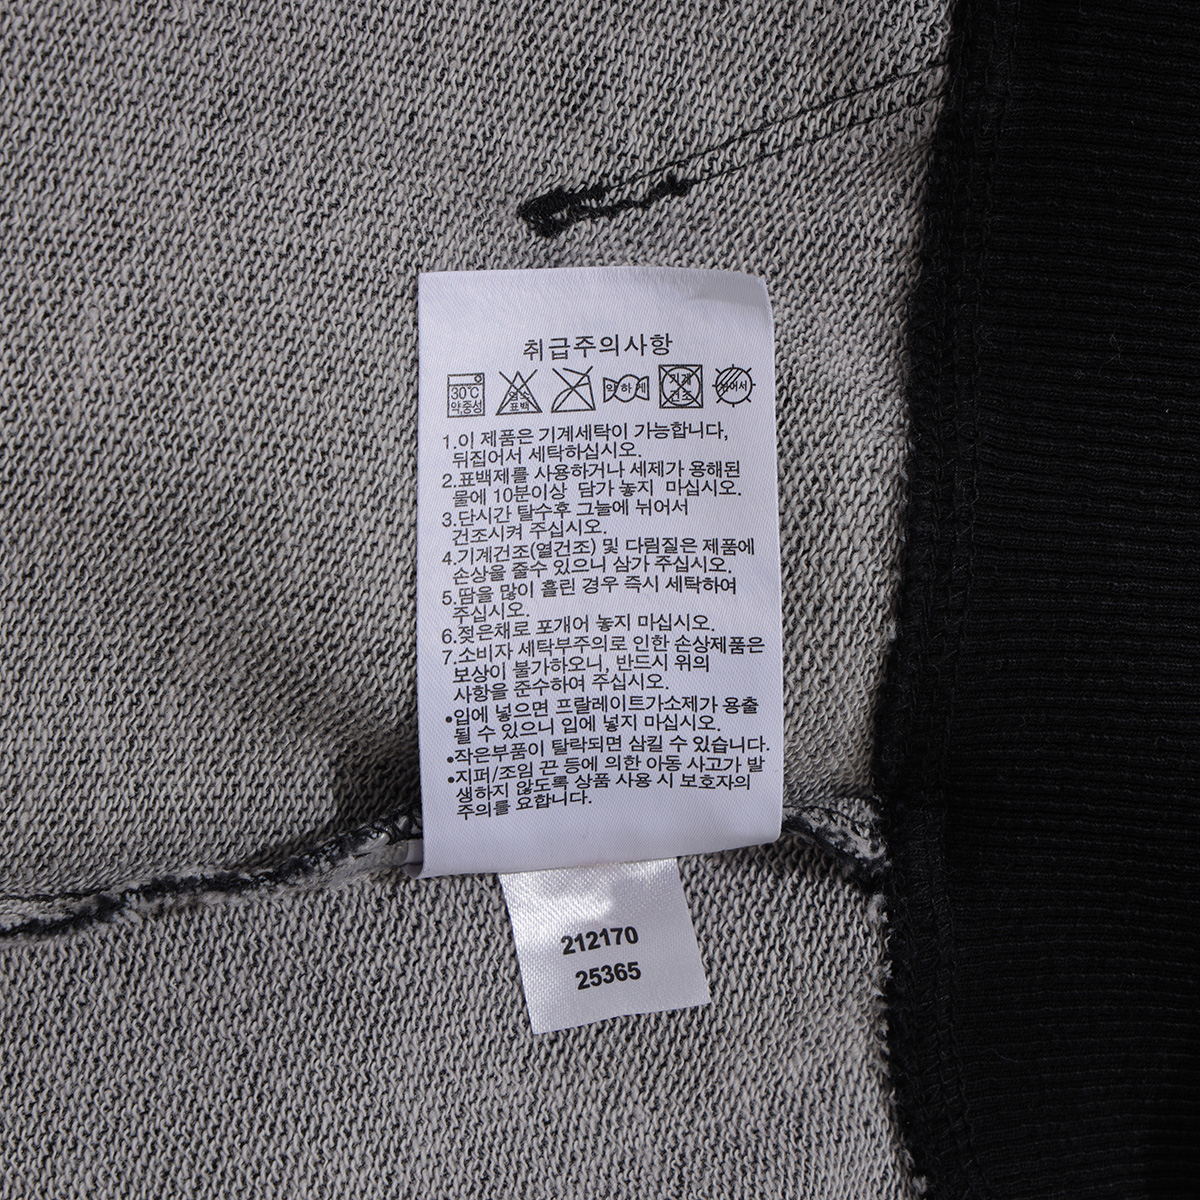 취급주의사항
30℃ 약중성 염소 표백 약하게 기계 건조 뉘어서
1.이 제품은 기계세탁이 가능합니다,
뒤집어서 세탁하십시오.
2.표백제를 사용하거나 세제가 용해된
물에 10분이상 담가 놓지 마십시오.
3.단시간 탈수후 그늘에 뉘어서
건조시켜 주십시오.
4.기계건조(열건조) 및 다림질은 제품에
손상을 줄수 있으니 삼가 주십시오.
5.땀을 많이 흘린 경우 즉시 세탁하여
주십시오.
6.젖은채로 포개어 놓지 마십시오.
7.소비자 세탁부주의로 인한 손상제품은
보상이 불가하오니, 반드시 위의
사항을 준수하여 주십시오.
•입에 넣으면 프탈레이트가소제가 용출
될 수 있으니 입에 넣지 마십시오.
•작은부품이 탈락되면 삼킬 수 있습니다.
•지퍼/조임 끈 등에 의한 아동 사고가 발
생하지 않도록 상품 사용 시 보호자의
주의를 요합니다.
212170
25365